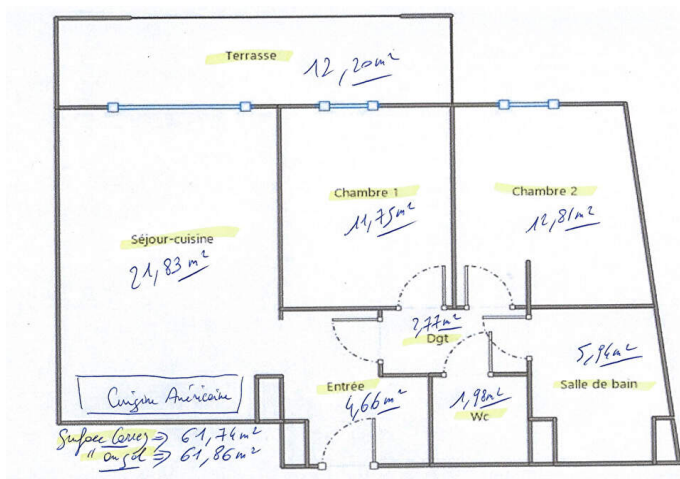 Terrasse
12,20m²
Chambre 1
11,75m²
Chambre 2
12,81m²
Séjour-cuisine
21,83m²
2,77m²
Dgt
5,94m²
Salle de bain
Entrée
4,66m²
1,98m²
Wc
Cuisine Américaine
Surface Carrez => 61,74m²
" au sol => 61,86m²